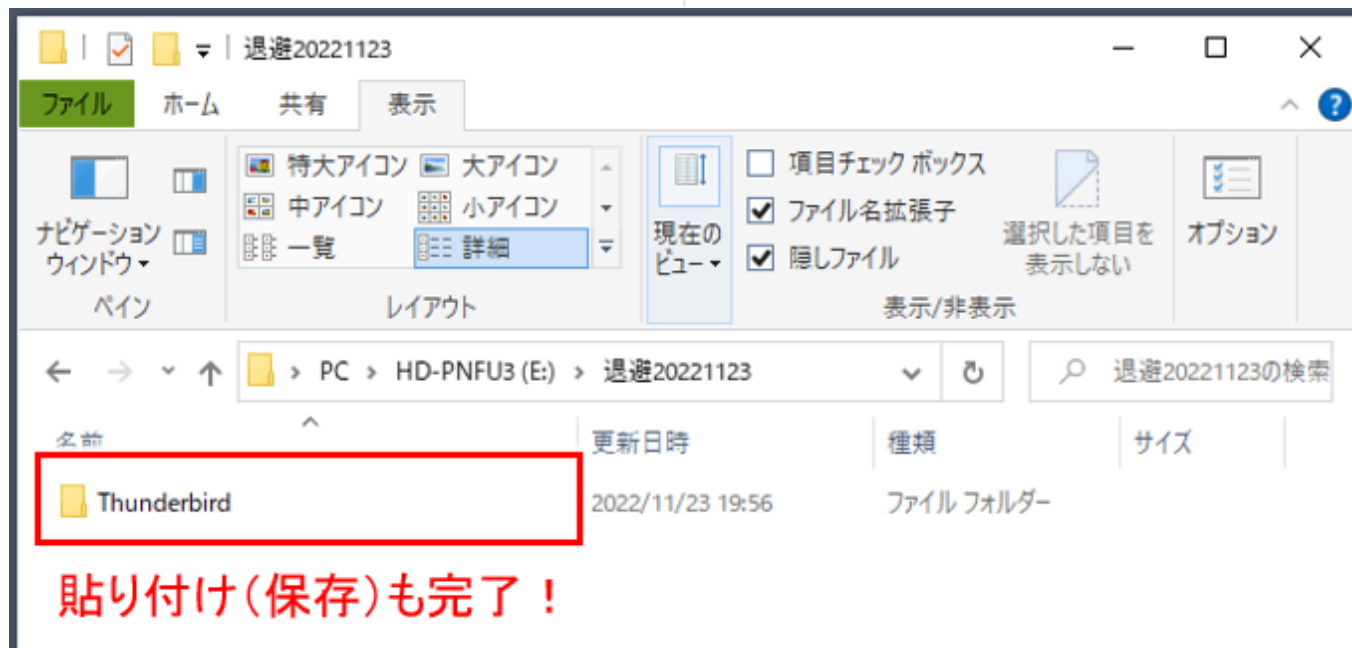 退避20221123
ファイル ホーム 共有 表示
特大アイコン 大アイコン
中アイコン 小アイコン
一覧 詳細
ナビゲーション
ウィンドウ
現在の
ビュー
項目チェック ボックス
ファイル名拡張子
隠しファイル
選択した項目を
表示しない
オプション
ペイン レイアウト 表示/非表示
PC › HD-PNFU3 (E:) › 退避20221123 退避20221123の検索
名前 更新日時 種類 サイズ
Thunderbird 2022/11/23 19:56 ファイル フォルダー
貼り付け(保存)も完了！